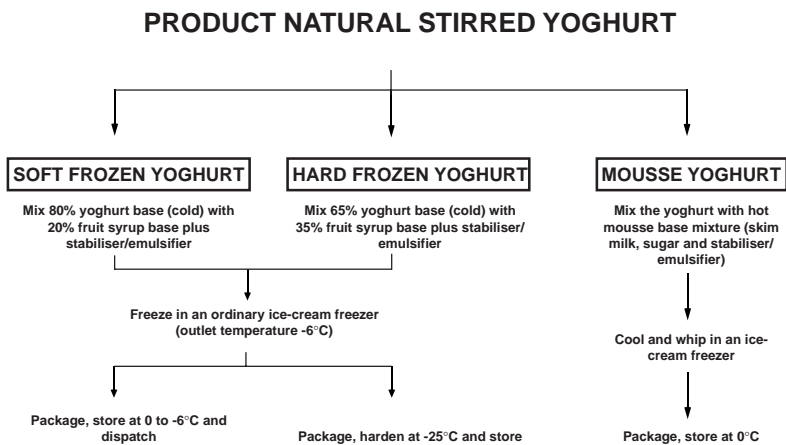 PRODUCT NATURAL STIRRED YOGHURT
SOFT FROZEN YOGHURT
Mix 80% yoghurt base (cold) with
20% fruit syrup base plus
stabiliser/emulsifier
HARD FROZEN YOGHURT
Mix 65% yoghurt base (cold) with
35% fruit syrup base plus stabiliser/
emulsifier
MOUSSE YOGHURT
Mix the yoghurt with hot
mousse base mixture (skim
milk, sugar and stabiliser/
emulsifier)
Freeze in an ordinary ice-cream freezer
(outlet temperature -6°C)
Cool and whip in an ice-
cream freezer
Package, store at 0 to -6°C and
dispatch
Package, harden at -25°C and store
Package, store at 0°C